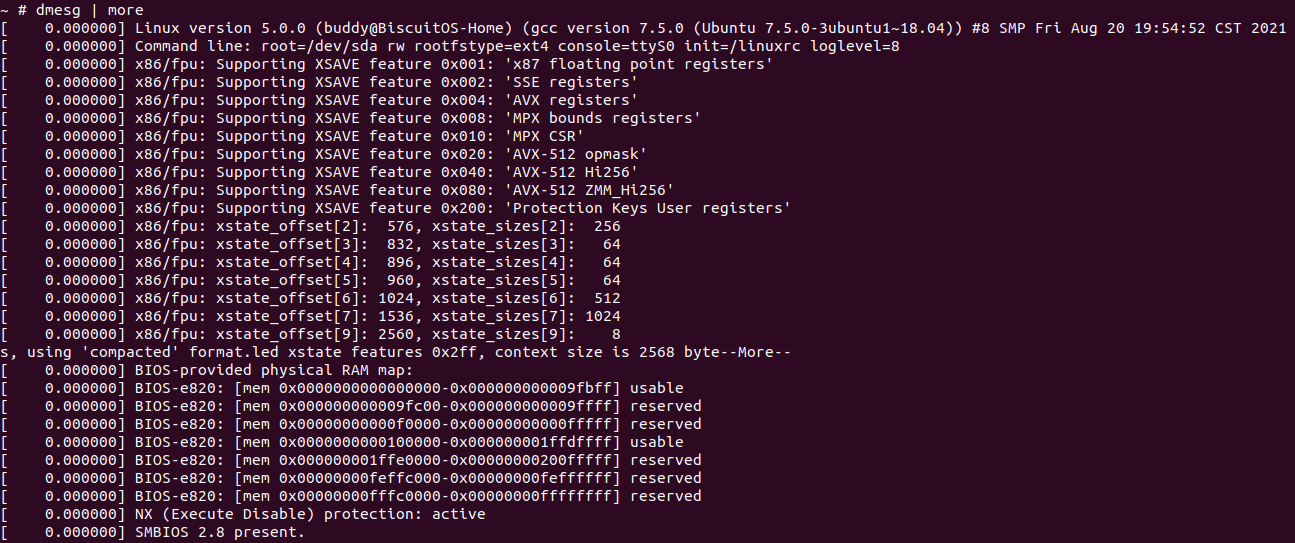 ~ # dmesg | more
[    0.000000] Linux version 5.0.0 (buddy@BiscuitOS-Home) (gcc version 7.5.0 (Ubuntu 7.5.0-3ubuntu1~18.04)) #8 SMP Fri Aug 20 19:54:52 CST 2021
[    0.000000] Command line: root=/dev/sda rw rootfstype=ext4 console=ttyS0 init=/linuxrc loglevel=8
[    0.000000] x86/fpu: Supporting XSAVE feature 0x001: 'x87 floating point registers'
[    0.000000] x86/fpu: Supporting XSAVE feature 0x002: 'SSE registers'
[    0.000000] x86/fpu: Supporting XSAVE feature 0x004: 'AVX registers'
[    0.000000] x86/fpu: Supporting XSAVE feature 0x008: 'MPX bounds registers'
[    0.000000] x86/fpu: Supporting XSAVE feature 0x010: 'MPX CSR'
[    0.000000] x86/fpu: Supporting XSAVE feature 0x020: 'AVX-512 opmask'
[    0.000000] x86/fpu: Supporting XSAVE feature 0x040: 'AVX-512 Hi256'
[    0.000000] x86/fpu: Supporting XSAVE feature 0x080: 'AVX-512 ZMM_Hi256'
[    0.000000] x86/fpu: Supporting XSAVE feature 0x200: 'Protection Keys User registers'
[    0.000000] x86/fpu: xstate_offset[2]:  576, xstate_sizes[2]:  256
[    0.000000] x86/fpu: xstate_offset[3]:  832, xstate_sizes[3]:   64
[    0.000000] x86/fpu: xstate_offset[4]:  896, xstate_sizes[4]:   64
[    0.000000] x86/fpu: xstate_offset[5]:  960, xstate_sizes[5]:   64
[    0.000000] x86/fpu: xstate_offset[6]: 1024, xstate_sizes[6]:  512
[    0.000000] x86/fpu: xstate_offset[7]: 1536, xstate_sizes[7]: 1024
[    0.000000] x86/fpu: xstate_offset[9]: 2560, xstate_sizes[9]:    8
s, using 'compacted' format.led xstate features 0x2ff, context size is 2568 byte--More--
[    0.000000] BIOS-provided physical RAM map:
[    0.000000] BIOS-e820: [mem 0x0000000000000000-0x000000000009fbff] usable
[    0.000000] BIOS-e820: [mem 0x000000000009fc00-0x000000000009ffff] reserved
[    0.000000] BIOS-e820: [mem 0x00000000000f0000-0x00000000000fffff] reserved
[    0.000000] BIOS-e820: [mem 0x0000000000100000-0x000000001ffdffff] usable
[    0.000000] BIOS-e820: [mem 0x000000001ffe0000-0x00000000200fffff] reserved
[    0.000000] BIOS-e820: [mem 0x00000000feffc000-0x00000000feffffff] reserved
[    0.000000] BIOS-e820: [mem 0x00000000fffc0000-0x00000000ffffffff] reserved
[    0.000000] NX (Execute Disable) protection: active
[    0.000000] SMBIOS 2.8 present.